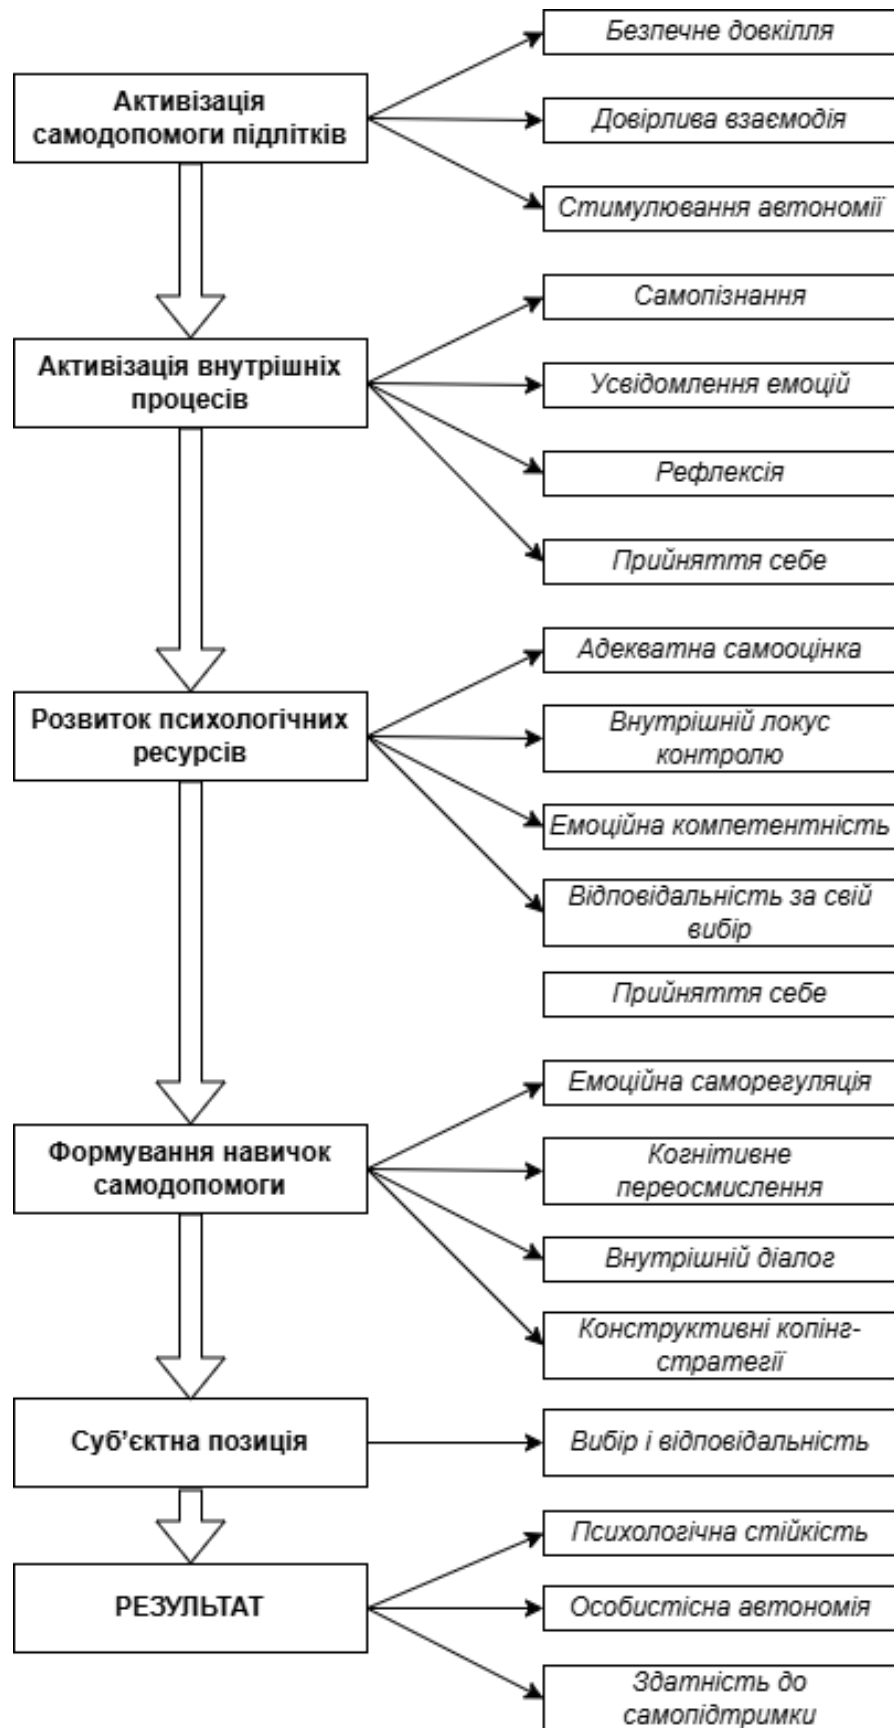 Активізація
самодопомоги підлітків
Безпечне довкілля
Довірлива взаємодія
Стимулювання автономії
Активізація внутрішніх
процесів
Самопізнання
Усвідомлення емоцій
Рефлексія
Прийняття себе
Розвиток психологічних
ресурсів
Адекватна самооцінка
Внутрішній локус
контролю
Емоційна компетентність
Відповідальність за свій
вибір
Прийняття себе
Формування навичок
самодопомоги
Емоційна саморегуляція
Когнітивне
переосмислення
Внутрішній діалог
Конструктивні копінг-
стратегії
Суб’єктна позиція
Вибір і відповідальність
РЕЗУЛЬТАТ
Психологічна стійкість
Особистісна автономія
Здатність до
самопідтримки